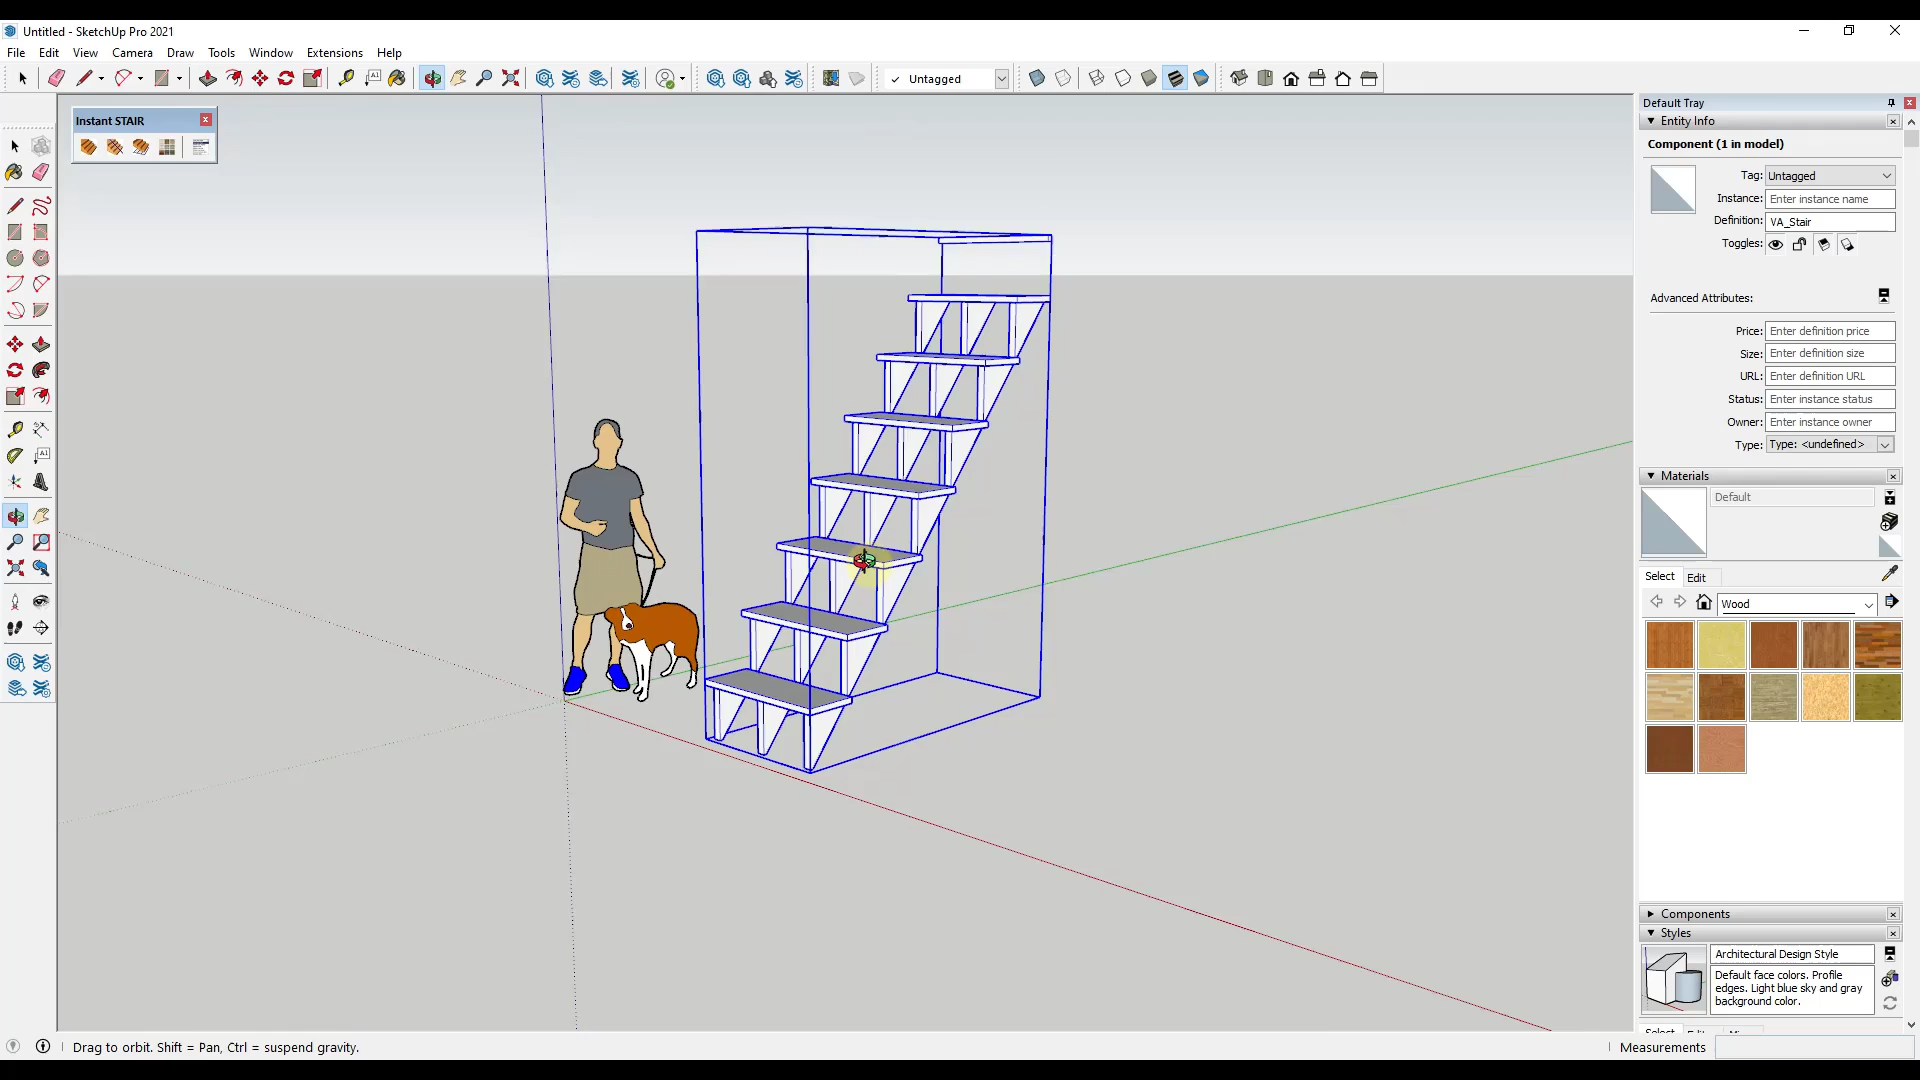 Untitled - SketchUp Pro 2021
File Edit View Camera Draw Tools Window Extensions Help
A1
✓ Untagged
Instant STAIR
A1
Default Tray
Entity Info
Component (1 in model)
Tag: Untagged
Instance: Enter instance name
Definition: VA_Stair
Toggles:
Advanced Attributes:
Price: Enter definition price
Size: Enter definition size
URL: Enter definition URL
Status: Enter instance status
Owner: Enter instance owner
Type: Type: <undefined>
Materials
Default
Select Edit
Wood
Components
Styles
Architectural Design Style
Default face colors. Profile
edges. Light blue sky and gray
background color.
Select Edit
Drag to orbit. Shift = Pan, Ctrl = suspend gravity.
Measurements